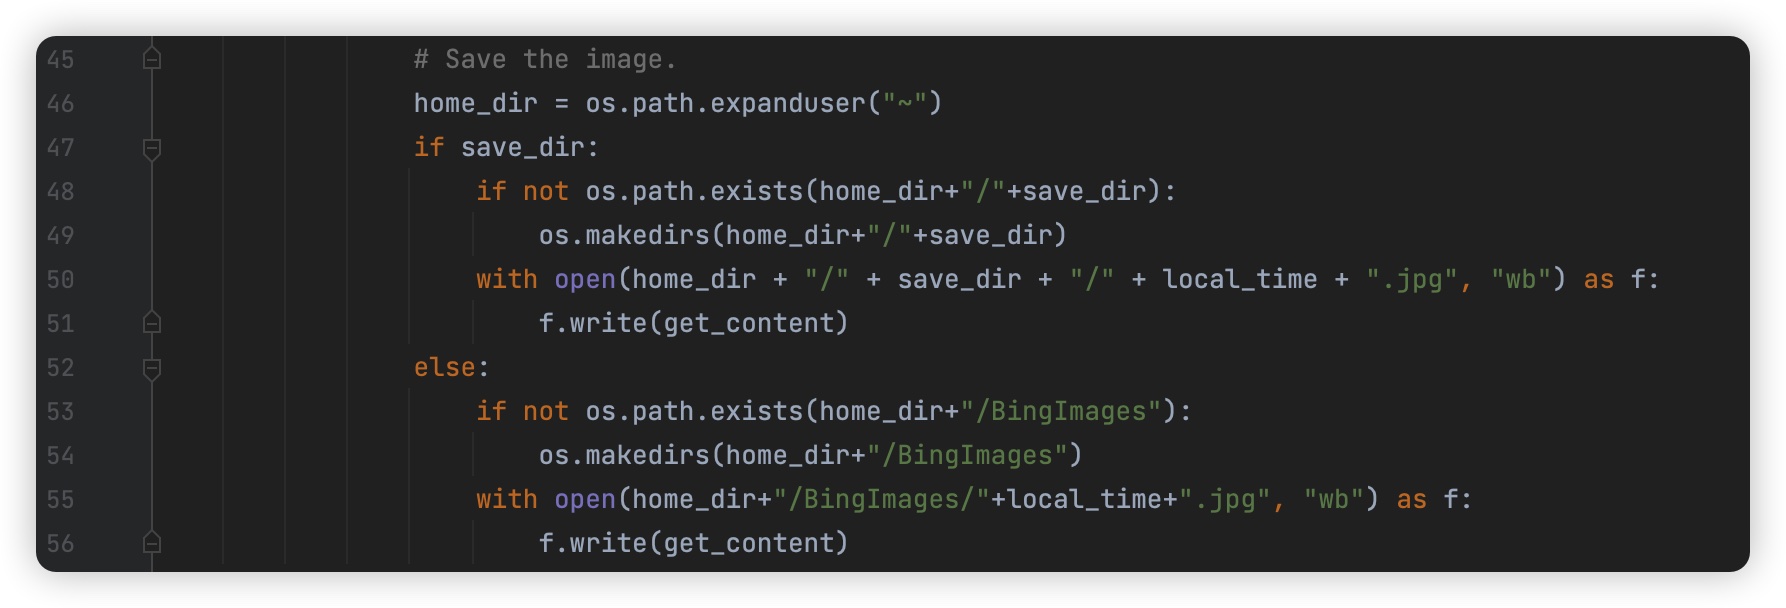 45 # Save the image.
46 home_dir = os.path.expanduser("~")
47 if save_dir:
48 if not os.path.exists(home_dir+"/"+save_dir):
49 os.makedirs(home_dir+"/"+save_dir)
50 with open(home_dir + "/" + save_dir + "/" + local_time + ".jpg", "wb") as f:
51 f.write(get_content)
52 else:
53 if not os.path.exists(home_dir+"/BingImages"):
54 os.makedirs(home_dir+"/BingImages")
55 with open(home_dir+"/BingImages/"+local_time+".jpg", "wb") as f:
56 f.write(get_content)